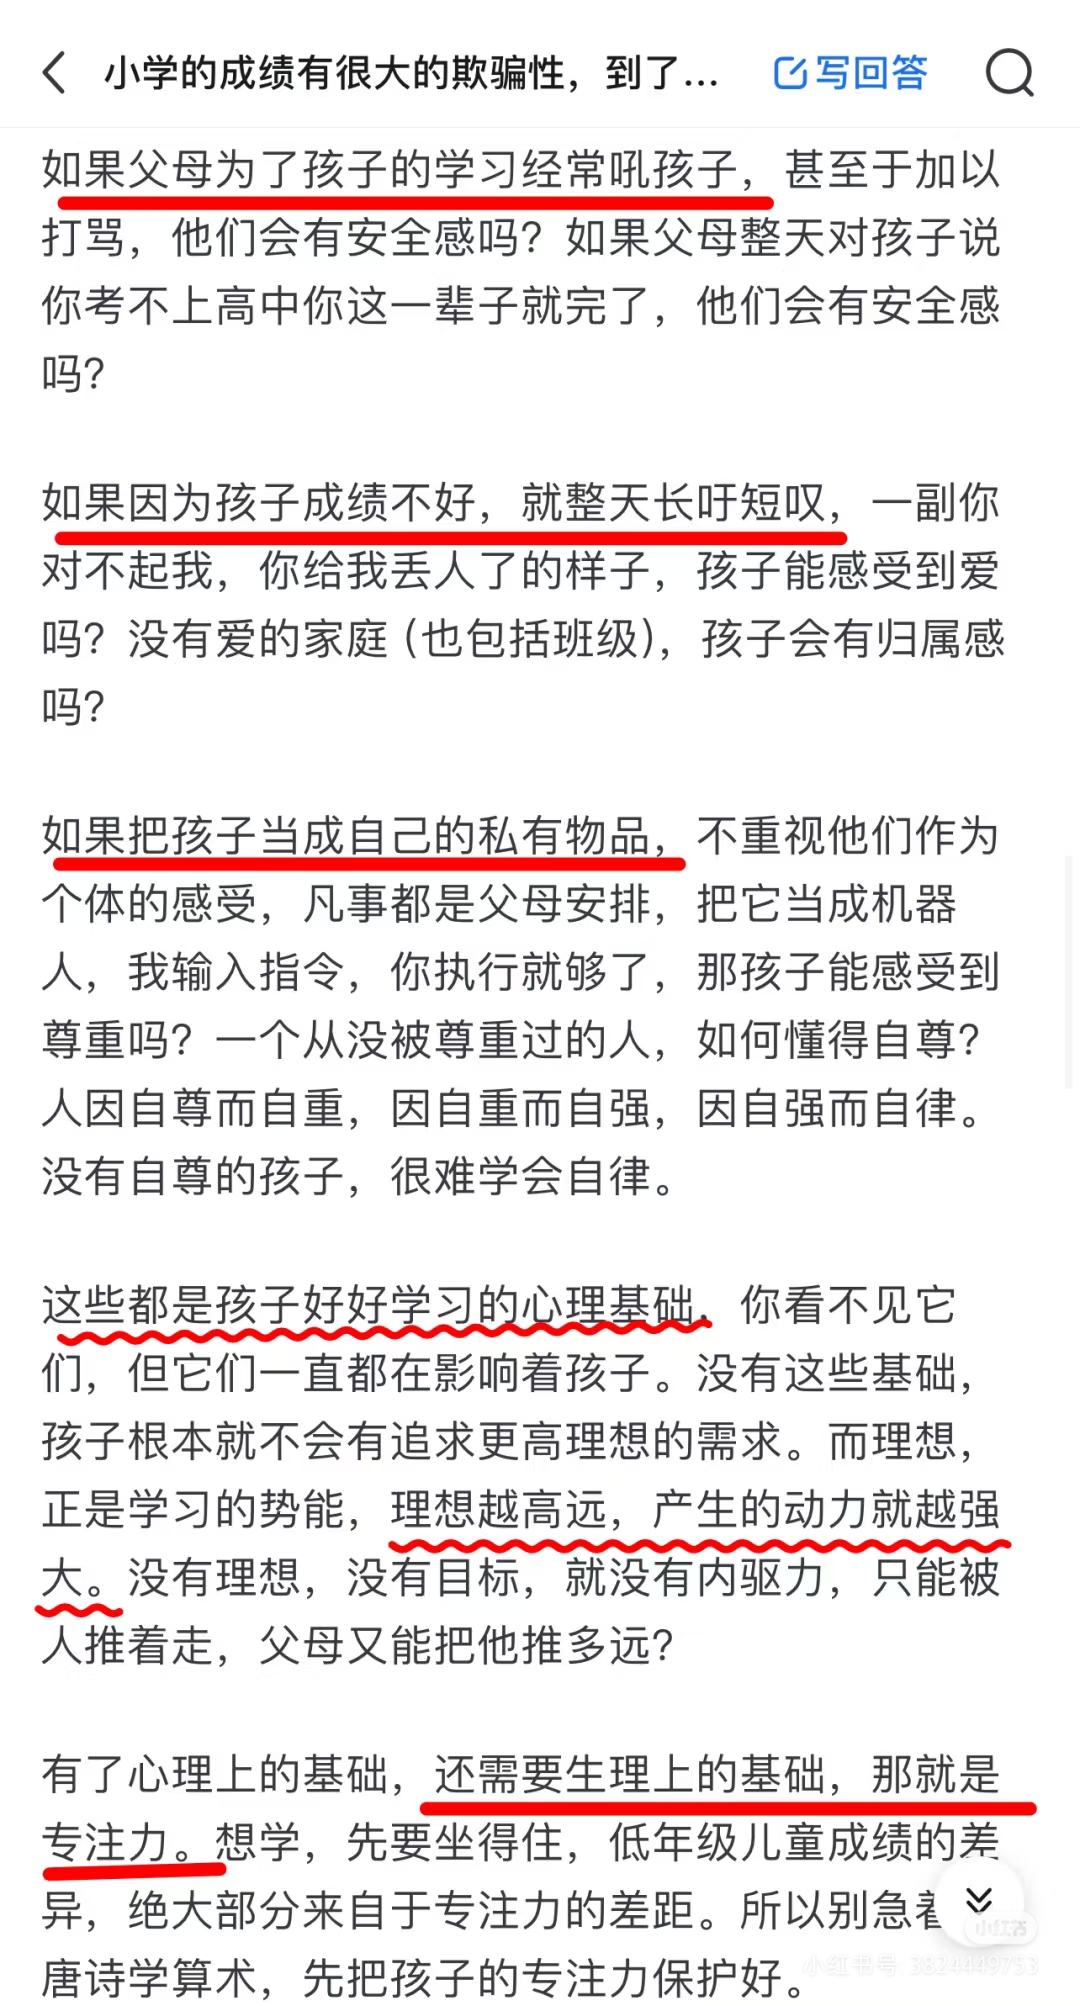 小学的成绩有很大的欺骗性，到了... 写回答
如果父母为了孩子的学习经常吼孩子，甚至于加以
打骂，他们会有安全感吗？如果父母整天对孩子说
你考不上高中你这一辈子就完了，他们会有安全感
吗？
如果因为孩子成绩不好，就整天长吁短叹，一副你
对不起我，你给我丢人了的样子，孩子能感受到爱
吗？没有爱的家庭（也包括班级），孩子会有归属感
吗？
如果把孩子当成自己的私有物品，不重视他们作为
个体的感受，凡事都是父母安排，把它当成机器
人，我输入指令，你执行就够了，那孩子能感受到
尊重吗？一个从没被尊重过的人，如何懂得自尊？
人因自尊而自重，因自重而自强，因自强而自律。
没有自尊的孩子，很难学会自律。
这些都是孩子好好学习的心理基础，你看不见它
们，但它们一直都在影响着孩子。没有这些基础，
孩子根本就不会有追求更高理想的需求。而理想，
正是学习的势能，理想越高远，产生的动力就越强
大。没有理想，没有目标，就没有内驱力，只能被
人推着走，父母又能把他推多远？
有了心理上的基础，还需要生理上的基础，那就是
专注力。想学，先要坐得住，低年级儿童成绩的差
异，绝大部分来自于专注力的差距。所以别急着
小红书
唐诗学算术，先把孩子的专注力保护好。
小红书号 3824449753